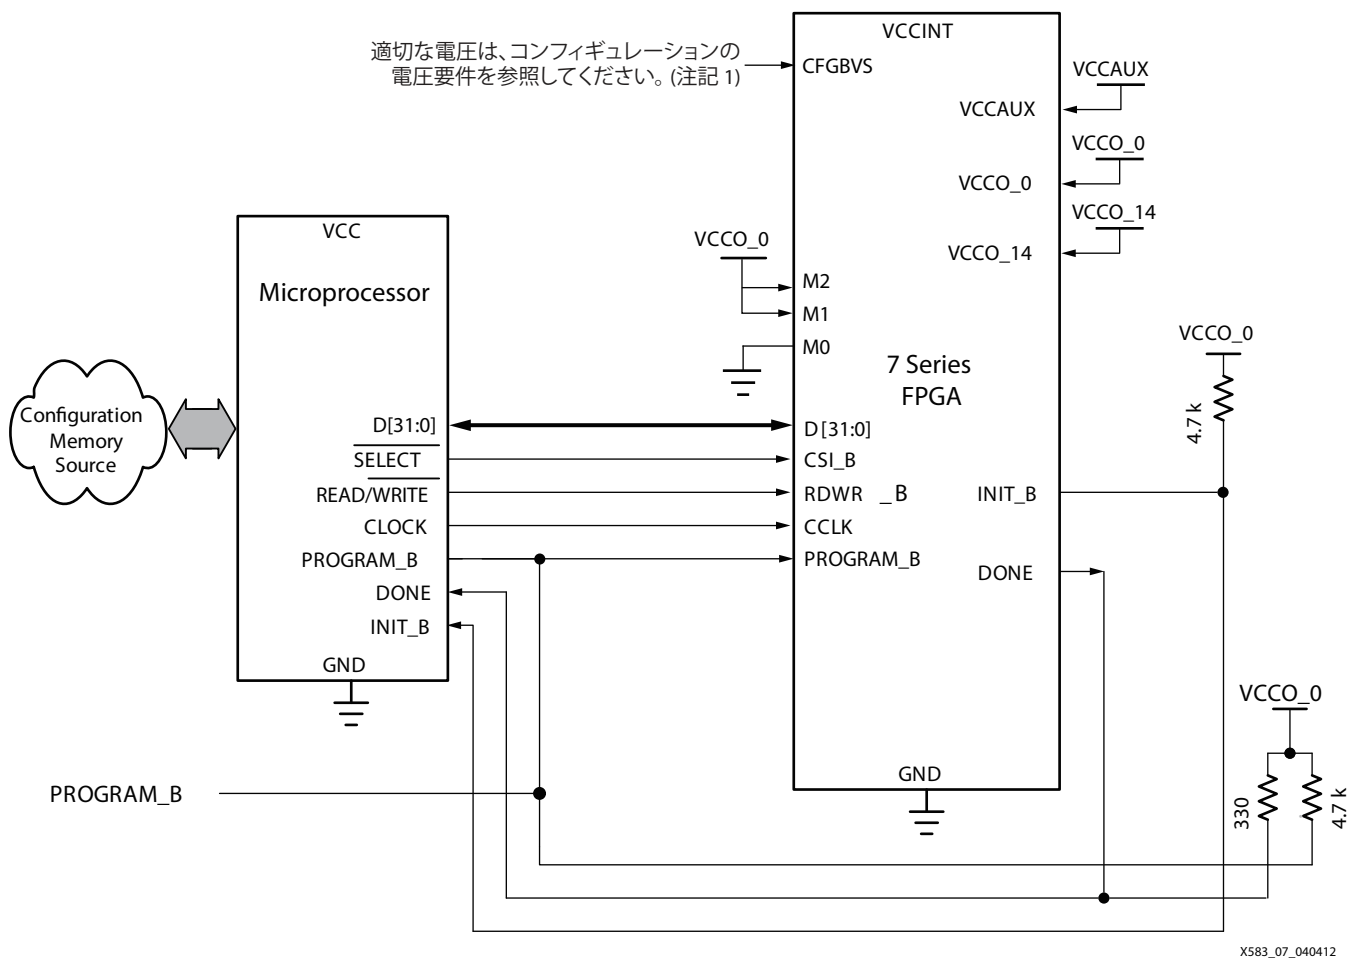 VCCINT
適切な電圧は、コンフィギュレーションの
電圧要件を参照してください。(注記 1)
CFGBVS
VCCAUX
VCCAUX
VCCO_0
VCCO_0
VCCO_14
VCCO_14
VCCO_0
M2
M1
M0
7 Series
FPGA
VCC
Microprocessor
Configuration
Memory
Source
D[31:0]
SELECT
READ/WRITE
CLOCK
PROGRAM_B
DONE
INIT_B
GND
D[31:0]
CSI_B
RDWR _B
CCLK
PROGRAM_B
INIT_B
DONE
GND
VCCO_0
4.7 k
VCCO_0
330
4.7 k
PROGRAM_B
X583_07_040412